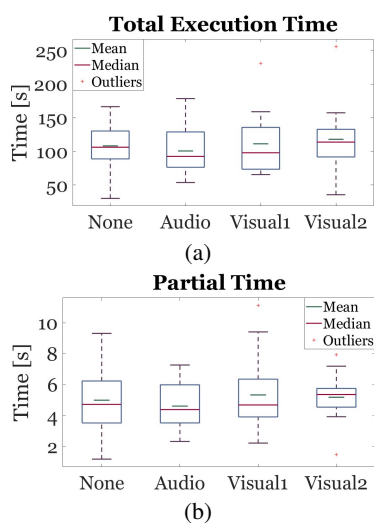 Total Execution Time
250
200
150
100
50
Time [s]
Mean
Median
Outliers
None Audio Visual1 Visual2
(a)
Partial Time
10
8
6
4
2
Time [s]
Mean
Median
Outliers
None Audio Visual1 Visual2
(b)